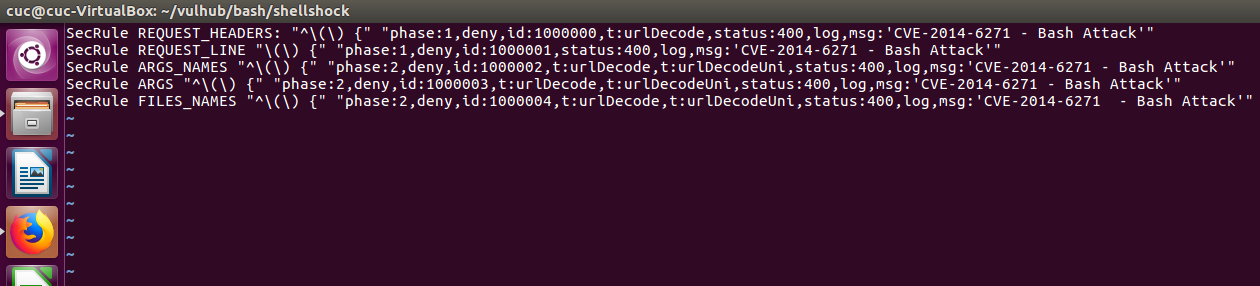 cuc@cuc-VirtualBox: ~/vulhub/bash/shellshock
SecRule REQUEST_HEADERS: "^\(\) {" "phase:1,deny,id:1000000,t:urlDecode,status:400,log,msg:'CVE-2014-6271 - Bash Attack'"
SecRule REQUEST_LINE "\(\) {" "phase:1,deny,id:1000001,status:400,log,msg:'CVE-2014-6271 - Bash Attack'"
SecRule ARGS_NAMES "^\(\) {" "phase:2,deny,id:1000002,t:urlDecode,t:urlDecodeUni,status:400,log,msg:'CVE-2014-6271 - Bash Attack'"
SecRule ARGS "^\(\) {" "phase:2,deny,id:1000003,t:urlDecode,t:urlDecodeUni,status:400,log,msg:'CVE-2014-6271 - Bash Attack'"
SecRule FILES_NAMES "^\(\) {" "phase:2,deny,id:1000004,t:urlDecode,t:urlDecodeUni,status:400,log,msg:'CVE-2014-6271  - Bash Attack'"
~
~
~
~
~
~
~
~
~
~